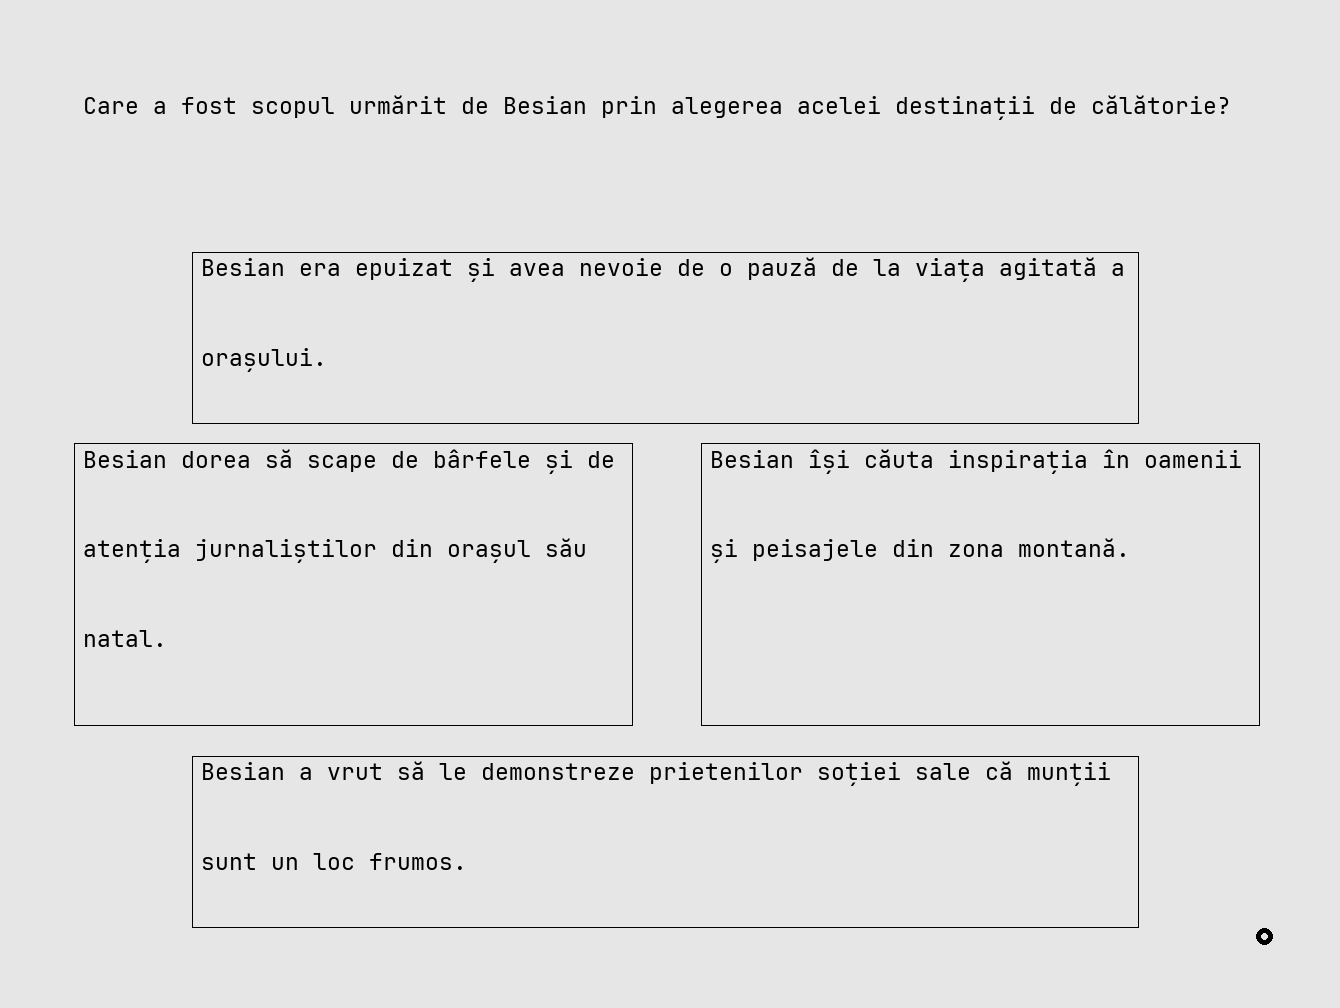 Care a fost scopul urmărit de Besian prin alegerea acelei destinații de călătorie?
Besian era epuizat și avea nevoie de o pauză de la viața agitată a
orașului.
Besian dorea să scape de bârfele și de
atenția jurnaliștilor din orașul său
natal.
Besian își căuta inspirația în oamenii
și peisajele din zona montană.
Besian a vrut să le demonstreze prietenilor soției sale că munții
sunt un loc frumos.